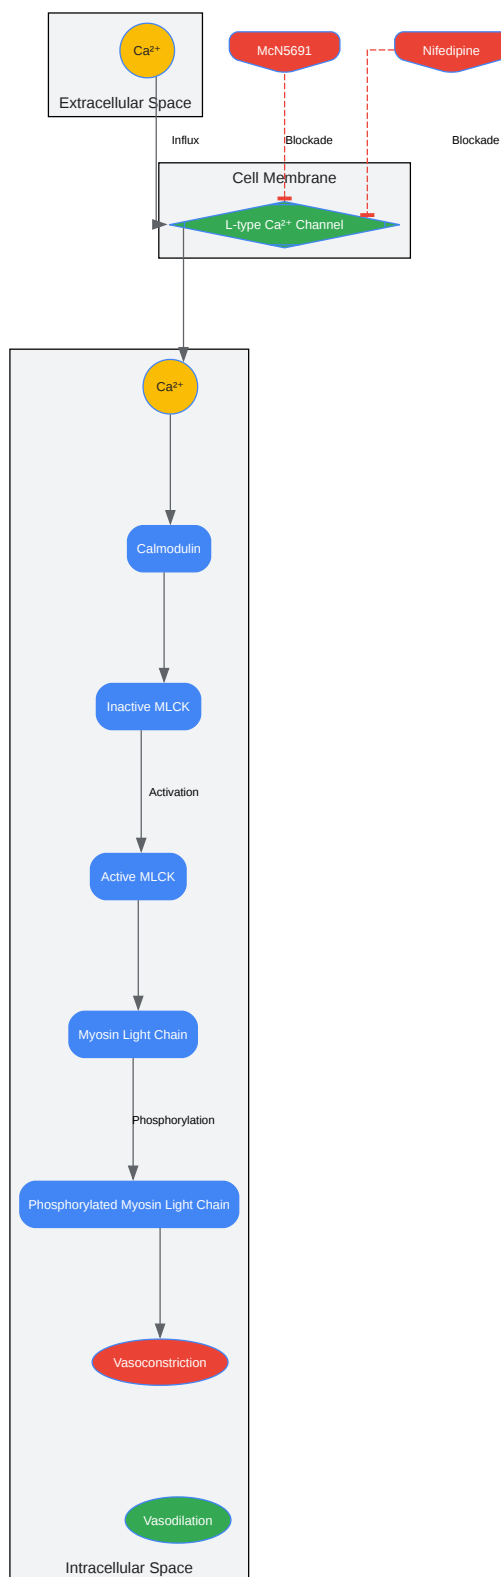 Ca²⁺
Extracellular Space
McN5691
Nifedipine
Influx
Blockade
Blockade
Cell Membrane
L-type Ca²⁺ Channel
Ca²⁺
Calmodulin
Inactive MLCK
Activation
Active MLCK
Myosin Light Chain
Phosphorylation
Phosphorylated Myosin Light Chain
Vasoconstriction
Vasodilation
Intracellular Space